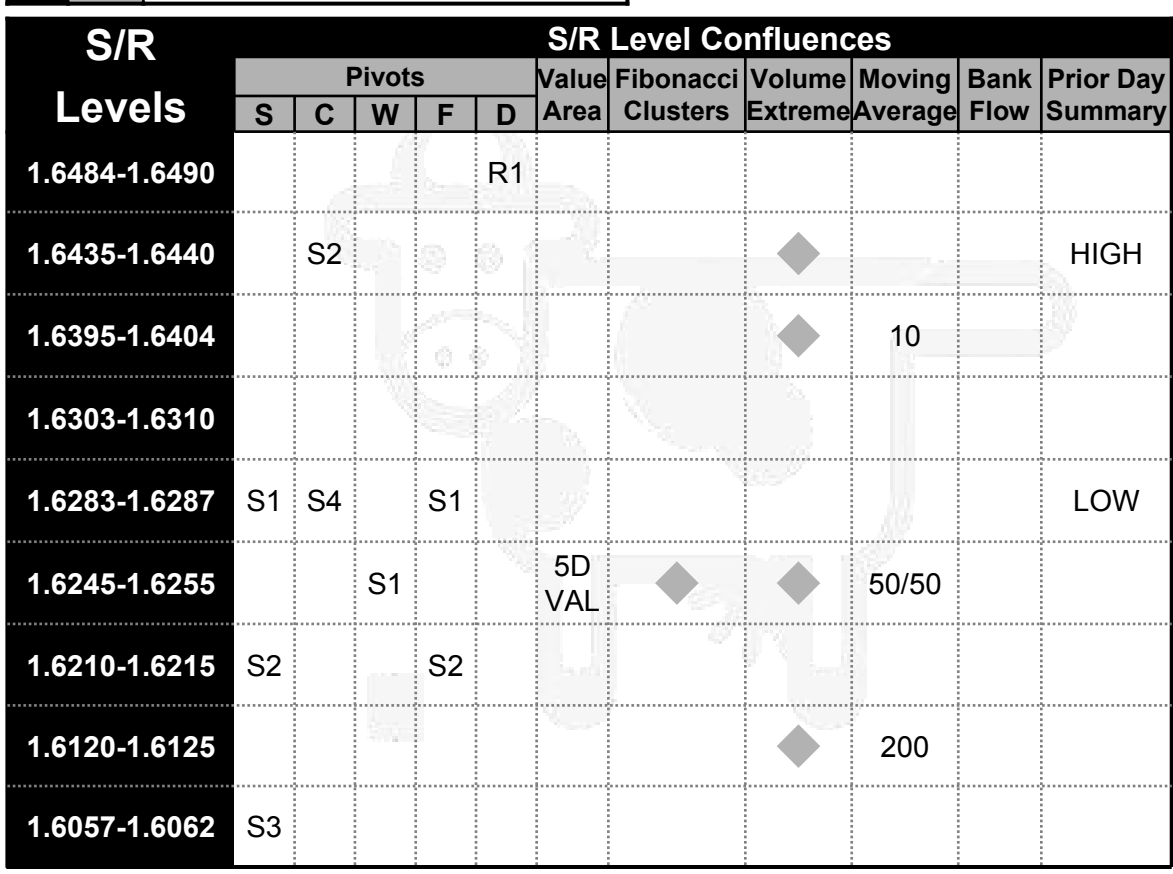 S/R Levels
S/R Level Confluences
Pivots
Value Area
Fibonacci Clusters
Volume Extreme
Moving Average
Bank Flow
Prior Day Summary
S C W F D
1.6484-1.6490 R1
1.6435-1.6440 S2 HIGH
1.6395-1.6404 10
1.6303-1.6310
1.6283-1.6287 S1 S4 S1 LOW
1.6245-1.6255 S1 5D VAL 50/50
1.6210-1.6215 S2 S2
1.6120-1.6125 200
1.6057-1.6062 S3